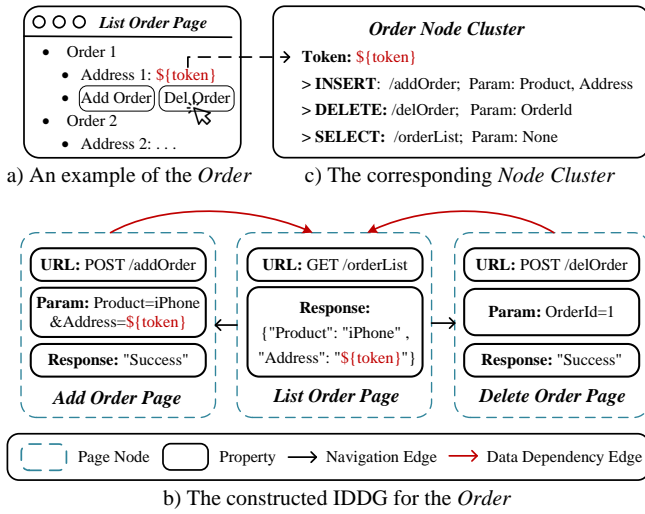 List Order Page
• Order 1
• Address 1: ${token}
• Add Order Del Order
• Order 2
• Address 2: . . .
a) An example of the Order
Order Node Cluster
Token: ${token}
> INSERT: /addOrder; Param: Product, Address
> DELETE: /delOrder; Param: OrderId
> SELECT: /orderList; Param: None
c) The corresponding Node Cluster
URL: POST /addOrder
Param: Product=iPhone
&Address=${token}
Response: "Success"
Add Order Page
URL: GET /orderList
Response:
{"Product": "iPhone" ,
"Address": "${token}"}
List Order Page
URL: POST /delOrder
Param: OrderId=1
Response: "Success"
Delete Order Page
Page Node Property Navigation Edge Data Dependency Edge
b) The constructed IDDG for the Order